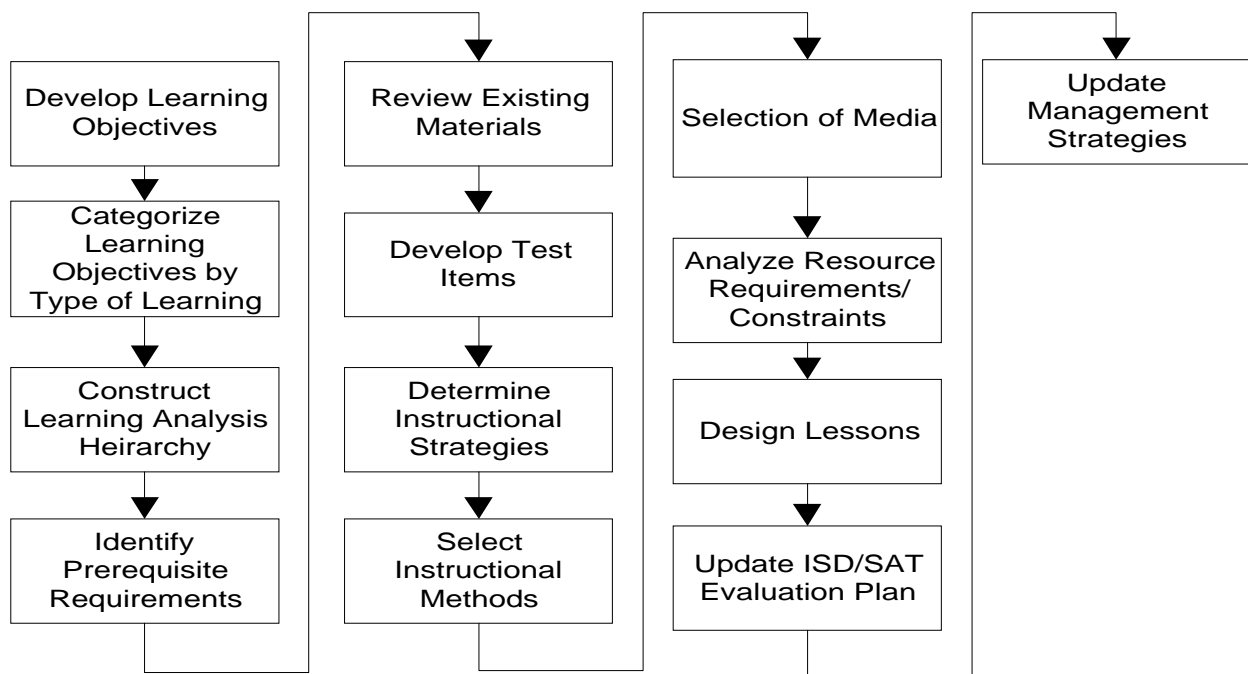 Develop Learning
Objectives
Categorize
Learning
Objectives by
Type of Learning
Construct
Learning Analysis
Heirarchy
Identify
Prerequisite
Requirements
Review Existing
Materials
Develop Test
Items
Determine
Instructional
Strategies
Select
Instructional
Methods
Selection of Media
Analyze Resource
Requirements/
Constraints
Design Lessons
Update ISD/SAT
Evaluation Plan
Update
Management
Strategies